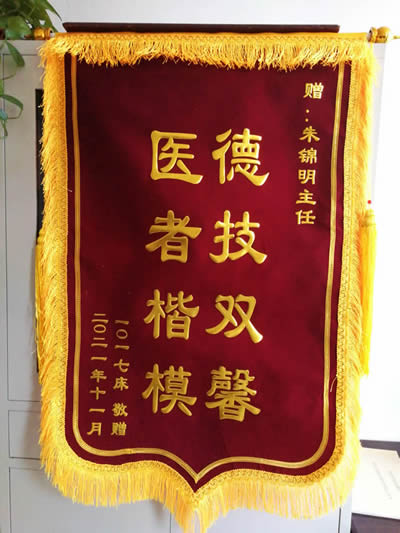 赠：朱锦明主任
德技双馨
医者楷模
一〇一七床 敬赠
二〇二一年十一月